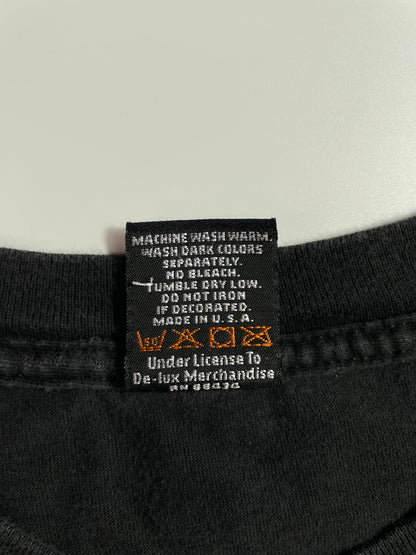 MACHINE WASH WARM.
WASH DARK COLORS
SEPARATELY.
NO BLEACH.
TUMBLE DRY LOW.
DO NOT IRON
IF DECORATED.
MADE IN U.S.A.
Under License To
De-lux Merchandise